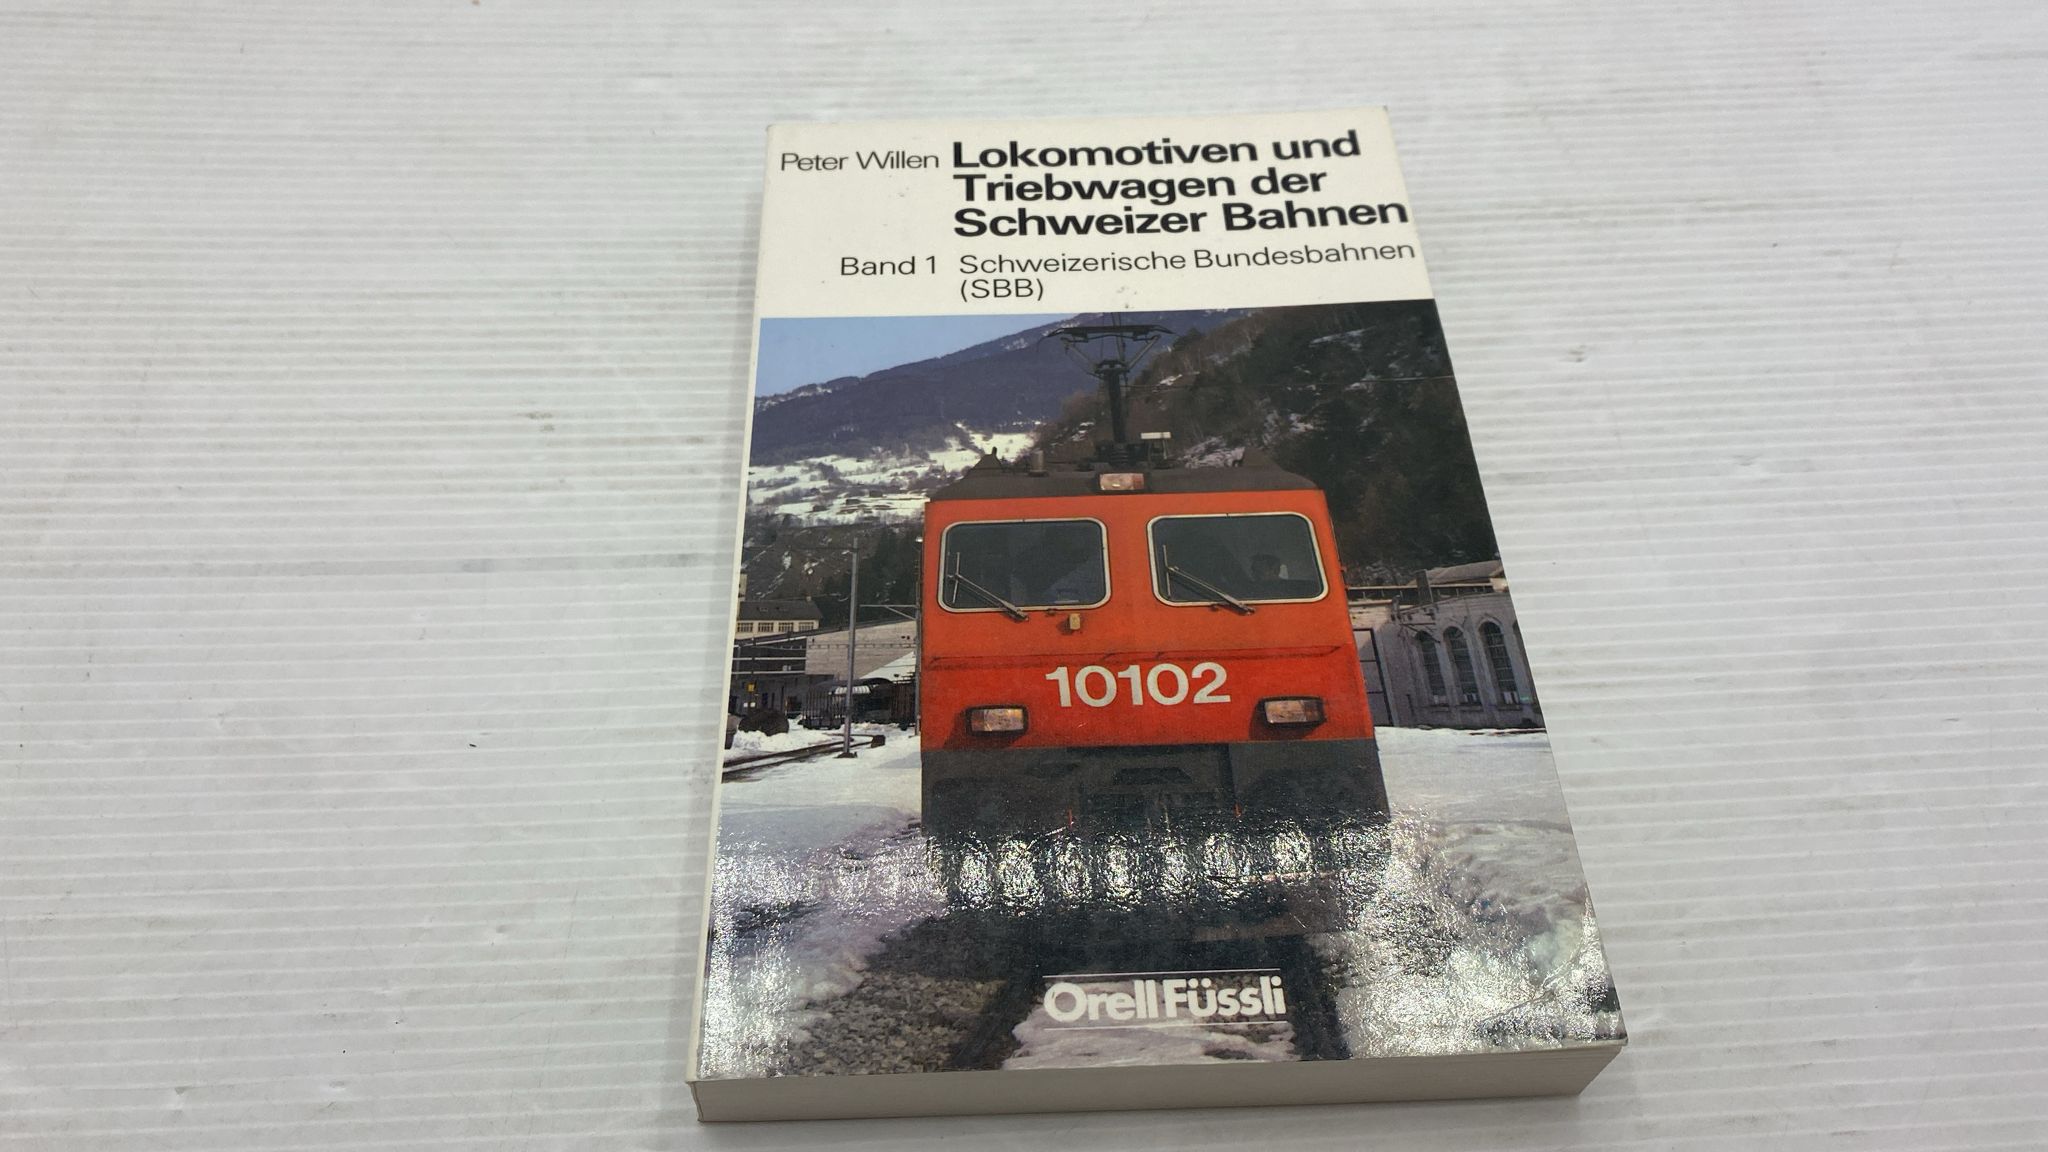 Peter Willen
Lokomotiven und
Triebwagen der
Schweizer Bahnen
Band 1 Schweizerische Bundesbahnen
(SBB)
10102
Orell Füssli